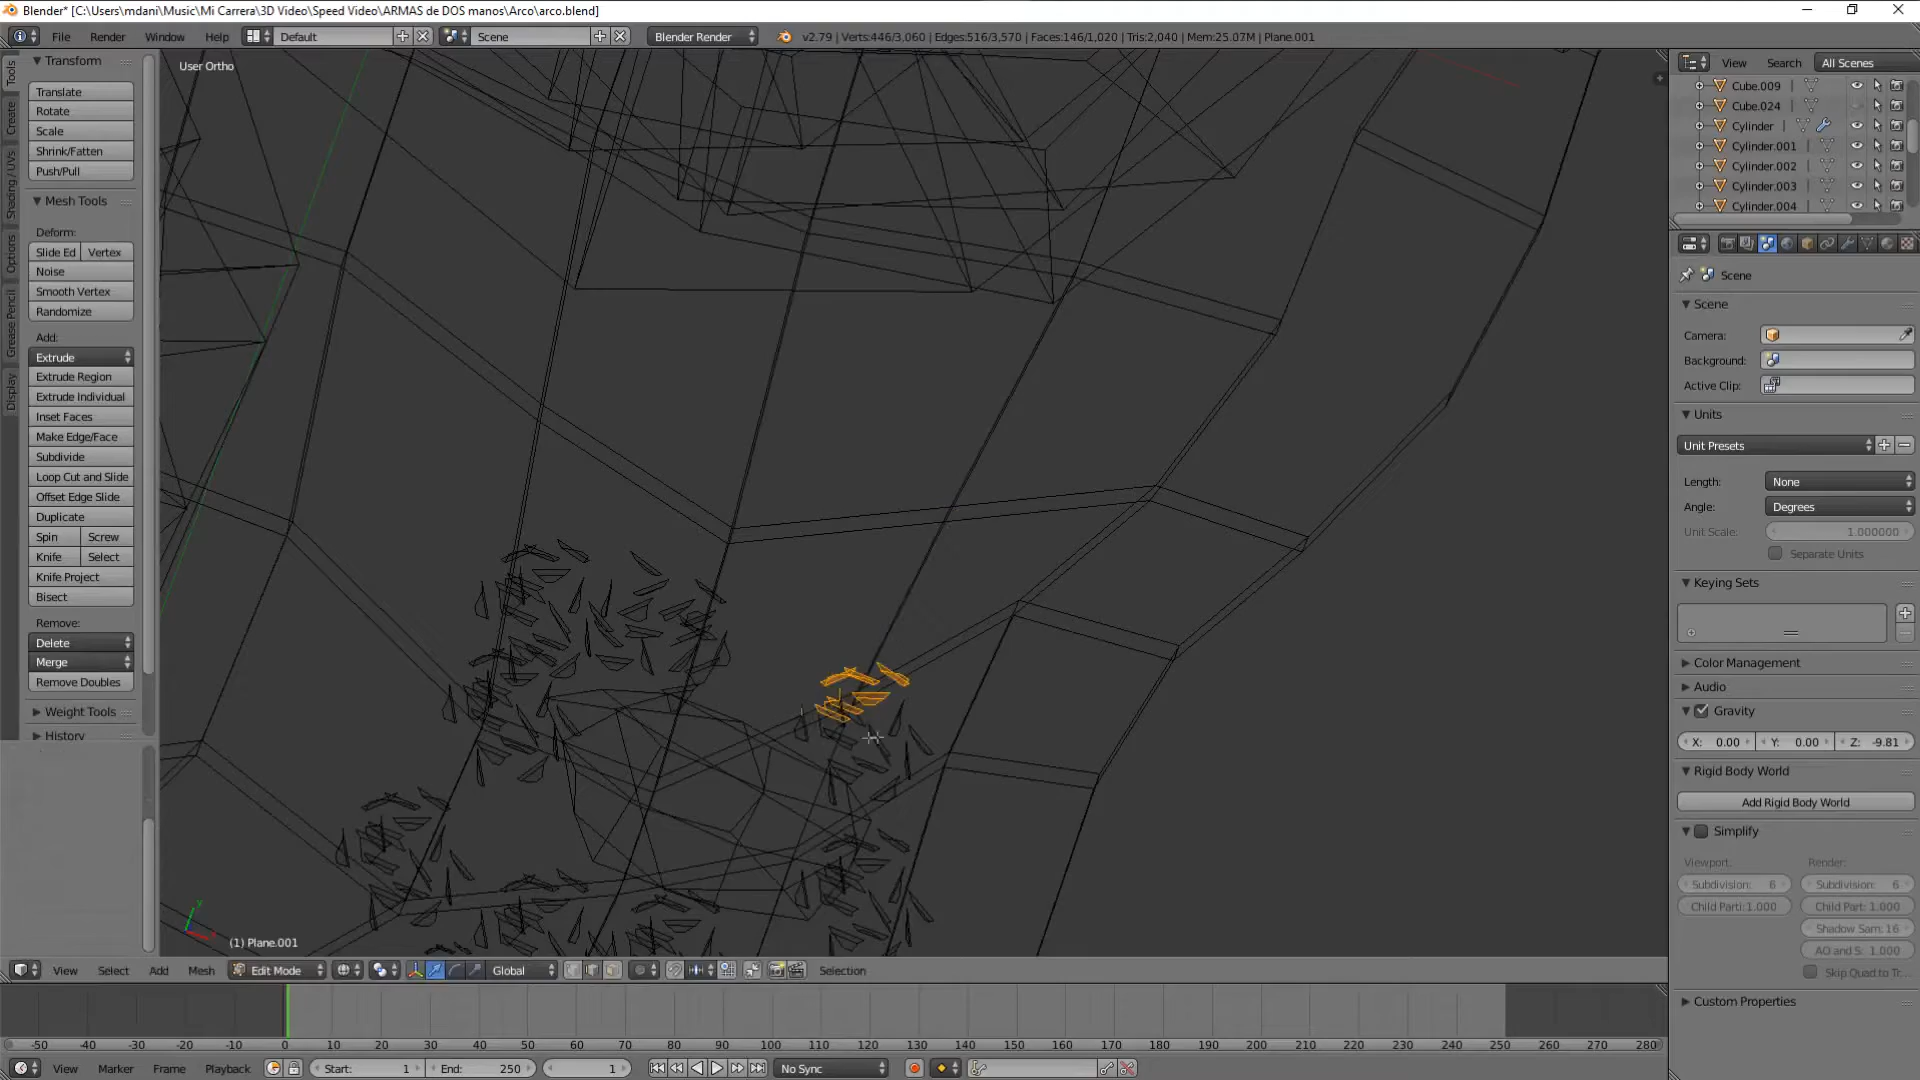 Blender* [C:\Users\mdani\Music\Mi Carrera\3D Video\Speed Video\ARMAS de DOS manos\Arco\arco.blend]
File Render Window Help Default Scene Blender Render v2.79 | Verts:446/3,060 | Edges:516/3,570 | Faces:146/1,020 | Tris:2,040 | Mem:25.07M | Plane.001
Tools
Create
Shading / UVs
Options
Grease Pencil
Display
Transform
Translate
Rotate
Scale
Shrink/Fatten
Push/Pull
Mesh Tools
Deform:
Slide Ed Vertex
Noise
Smooth Vertex
Randomize
Add:
Extrude
Extrude Region
Extrude Individual
Inset Faces
Make Edge/Face
Subdivide
Loop Cut and Slide
Offset Edge Slide
Duplicate
Spin Screw
Knife Select
Knife Project
Bisect
Remove:
Delete
Merge
Remove Doubles
Weight Tools
History
User Ortho
(1) Plane.001
View Select Add Mesh Edit Mode Global Selection
-50 -40 -30 -20 -10 0 10 20 30 40 50 60 70 80 90 100 110 120 130 140 150 160 170 180 190 200 210 220 230 240 250 260 270 280
View Marker Frame Playback Start: 1 End: 250 1 No Sync
View Search All Scenes
Cube.009
Cube.024
Cylinder
Cylinder.001
Cylinder.002
Cylinder.003
Cylinder.004
Scene
Scene
Camera:
Background:
Active Clip:
Units
Unit Presets
Length: None
Angle: Degrees
Unit Scale: 1.000000
Separate Units
Keying Sets
Color Management
Audio
Gravity
X: 0.00 Y: 0.00 Z: -9.81
Rigid Body World
Add Rigid Body World
Simplify
Viewport: Render:
Subdivision: 6 Subdivision: 6
Child Parti:1.000 Child Part: 1.000
Shadow Sam: 16
AO and S: 1.000
Skip Quad to Tr...
Custom Properties